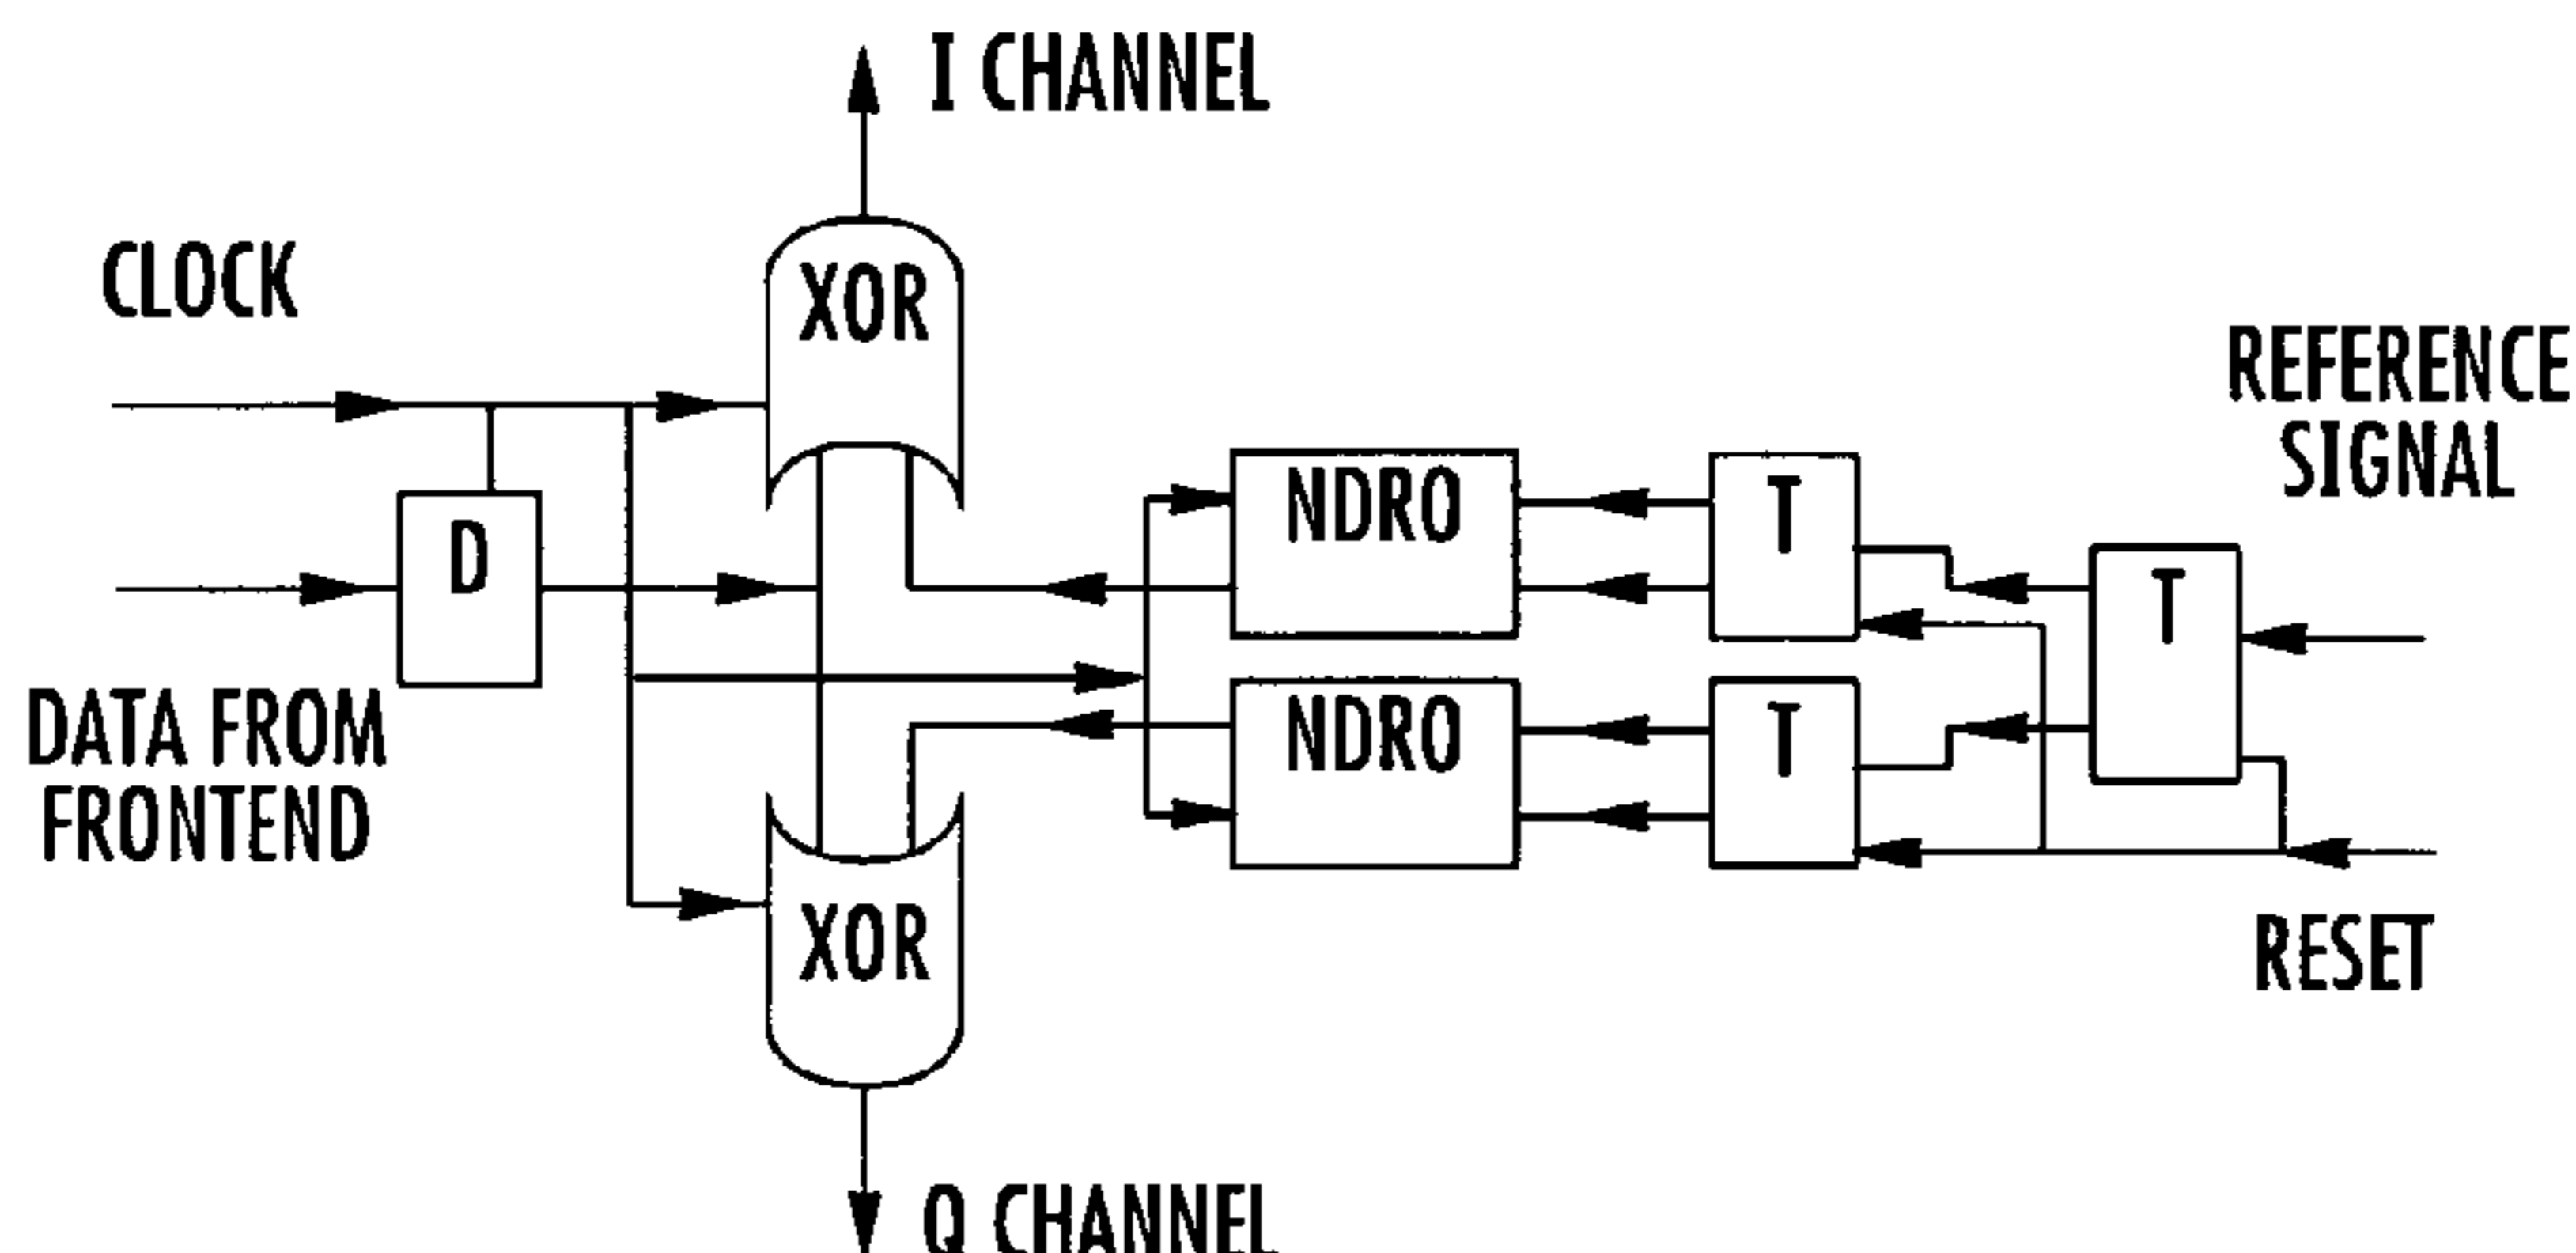 I CHANNEL
CLOCK
XOR
REFERENCE
SIGNAL
NDRO
T
D
T
DATA FROM
FRONTEND
NDRO
T
XOR
RESET
Q CHANNEL